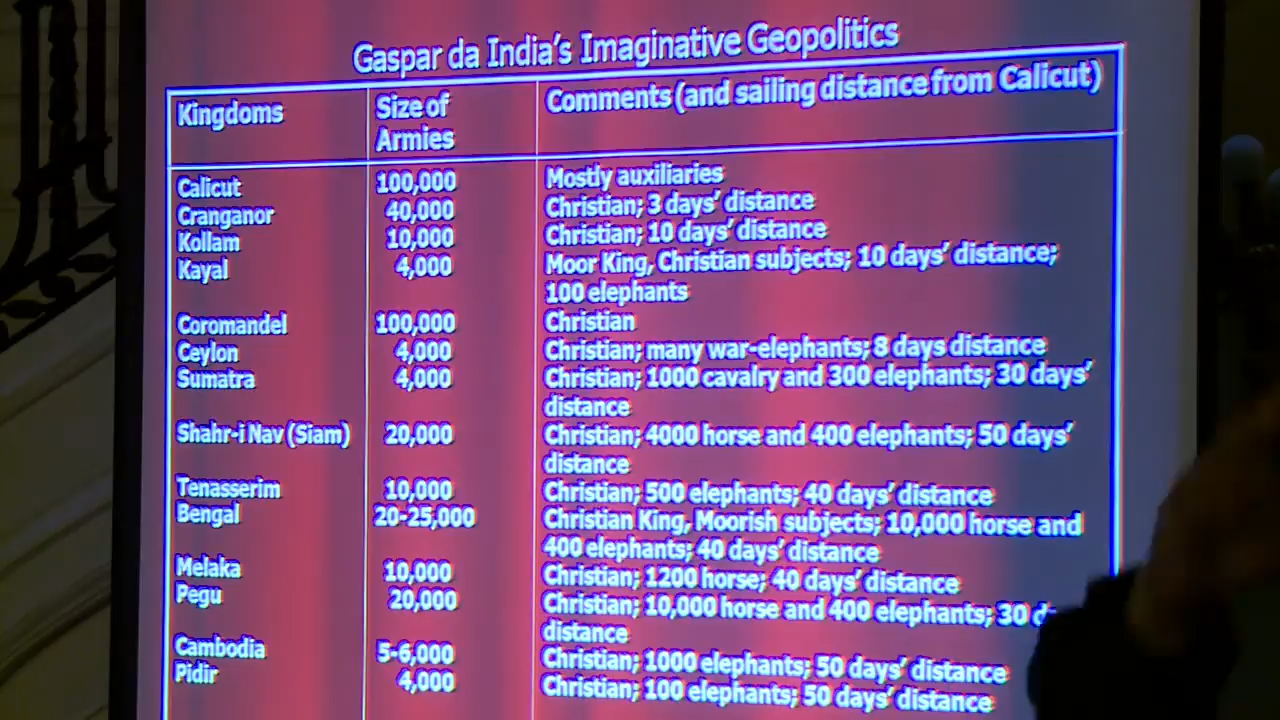 Gaspar da India's Imaginative Geopolitics
Kingdoms Size of Armies Comments (and sailing distance from Calicut)
Calicut 100,000 Mostly auxiliaries
Cranganor 40,000 Christian; 3 days' distance
Kollam 10,000 Christian; 10 days' distance
Kayal 4,000 Moor King, Christian subjects; 10 days' distance;
100 elephants
Coromandel 100,000 Christian
Ceylon 4,000 Christian; many war-elephants; 8 days distance
Sumatra 4,000 Christian; 1000 cavalry and 300 elephants; 30 days'
distance
Shahr-i Nav (Siam) 20,000 Christian; 4000 horse and 400 elephants; 50 days'
distance
Tenasserim 10,000 Christian; 500 elephants; 40 days' distance
Bengal 20-25,000 Christian King, Moorish subjects; 10,000 horse and
400 elephants; 40 days' distance
Melaka 10,000 Christian; 1200 horse; 40 days' distance
Pegu 20,000 Christian; 10,000 horse and 400 elephants; 30
distance
Cambodia 5-6,000 Christian; 1000 elephants; 50 days' distance
Pidir 4,000 Christian; 100 elephants; 50 days' distance